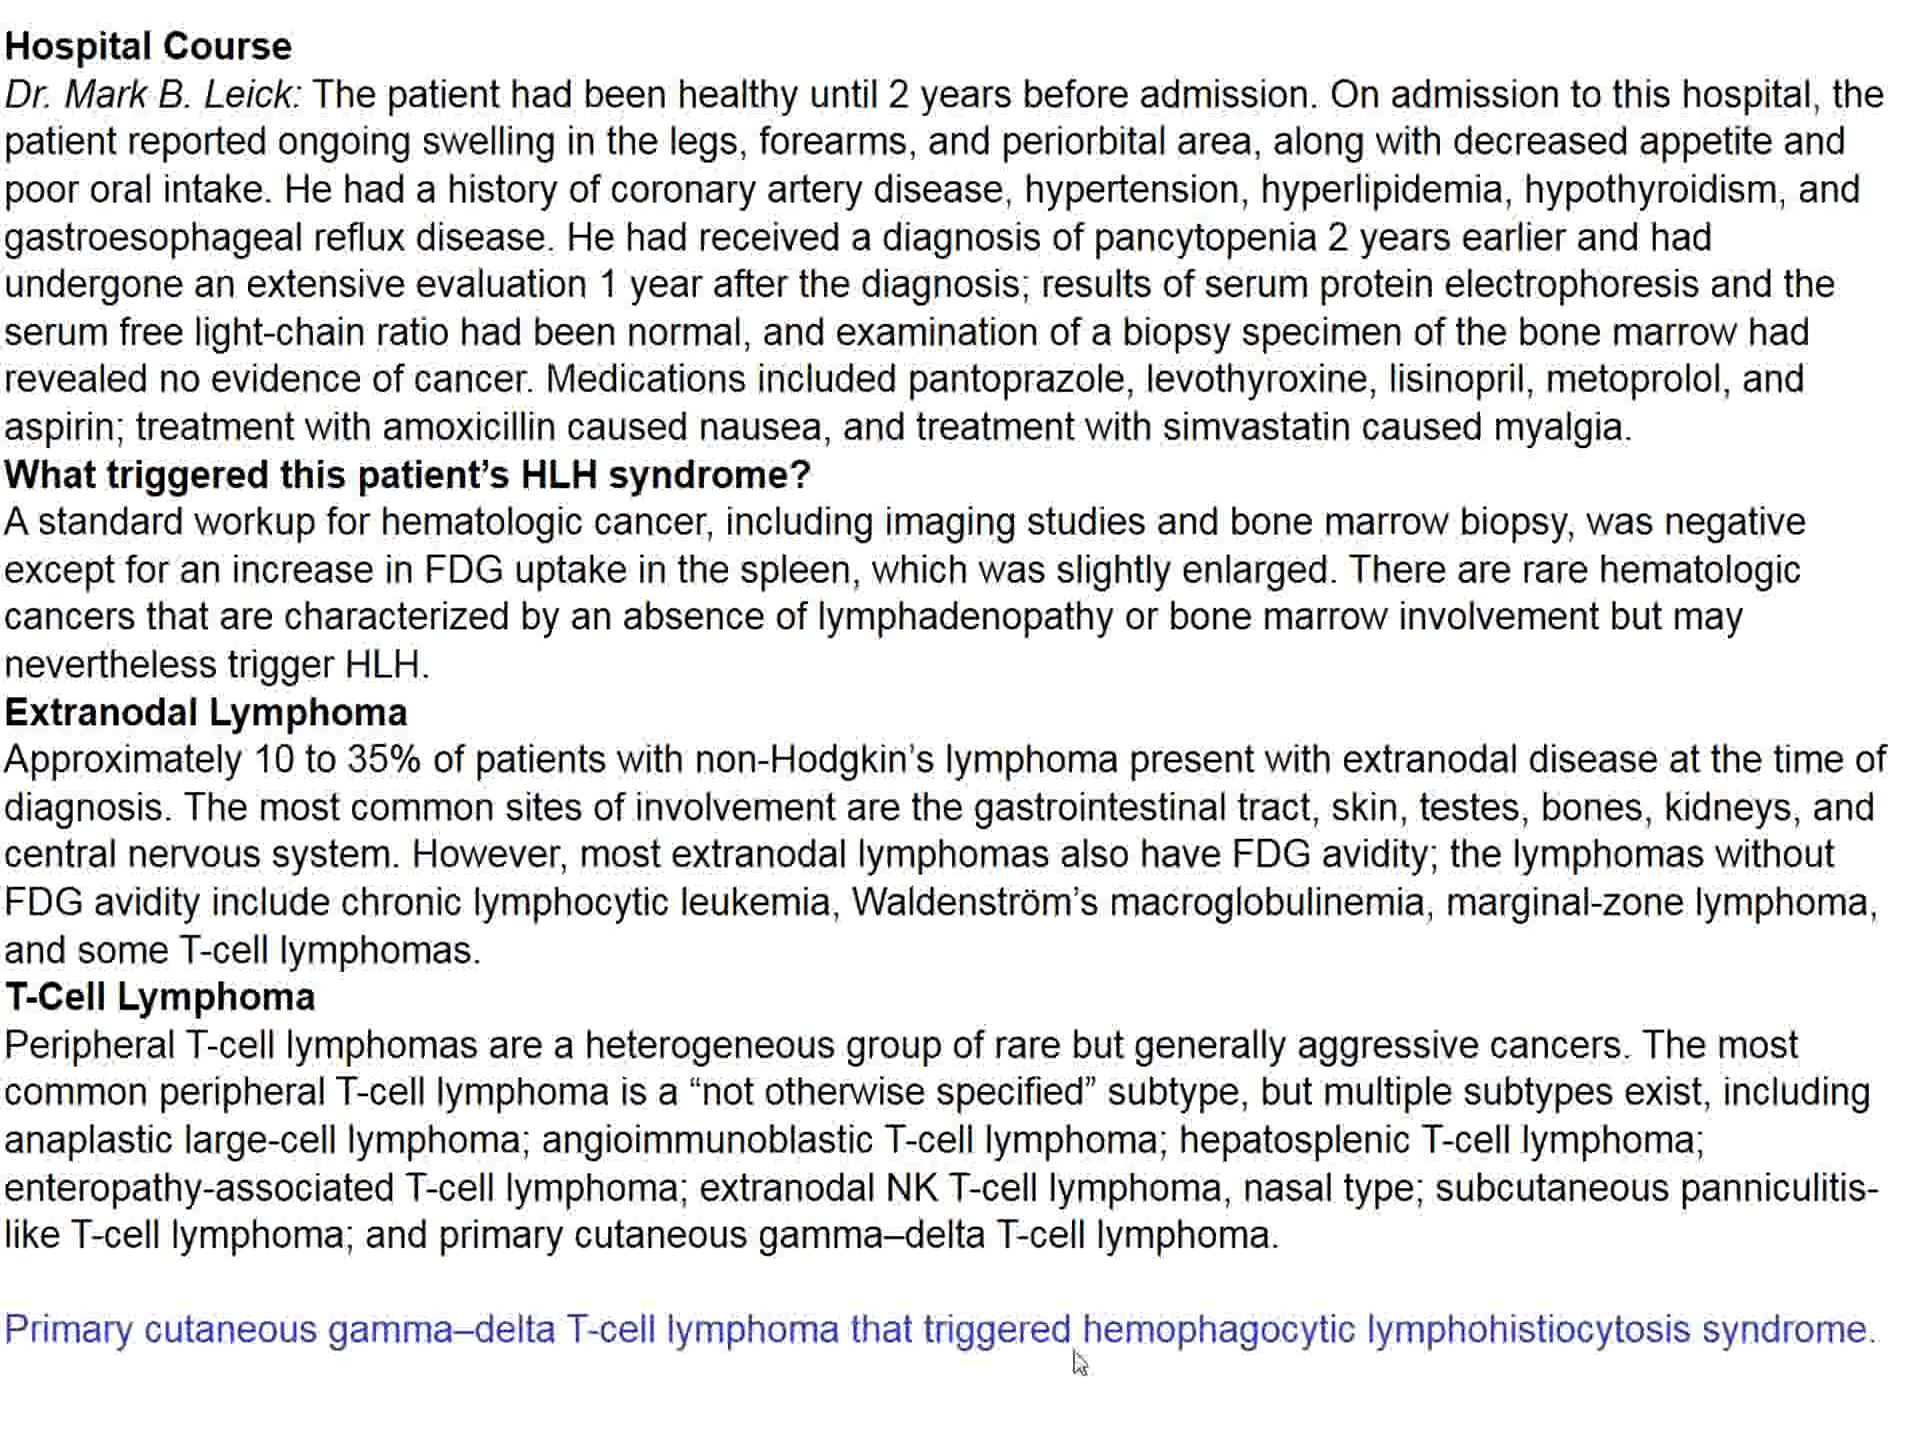 Hospital Course
Dr. Mark B. Leick: The patient had been healthy until 2 years before admission. On admission to this hospital, the
patient reported ongoing swelling in the legs, forearms, and periorbital area, along with decreased appetite and
poor oral intake. He had a history of coronary artery disease, hypertension, hyperlipidemia, hypothyroidism, and
gastroesophageal reflux disease. He had received a diagnosis of pancytopenia 2 years earlier and had
undergone an extensive evaluation 1 year after the diagnosis; results of serum protein electrophoresis and the
serum free light-chain ratio had been normal, and examination of a biopsy specimen of the bone marrow had
revealed no evidence of cancer. Medications included pantoprazole, levothyroxine, lisinopril, metoprolol, and
aspirin; treatment with amoxicillin caused nausea, and treatment with simvastatin caused myalgia.
What triggered this patient’s HLH syndrome?
A standard workup for hematologic cancer, including imaging studies and bone marrow biopsy, was negative
except for an increase in FDG uptake in the spleen, which was slightly enlarged. There are rare hematologic
cancers that are characterized by an absence of lymphadenopathy or bone marrow involvement but may
nevertheless trigger HLH.
Extranodal Lymphoma
Approximately 10 to 35% of patients with non-Hodgkin’s lymphoma present with extranodal disease at the time of
diagnosis. The most common sites of involvement are the gastrointestinal tract, skin, testes, bones, kidneys, and
central nervous system. However, most extranodal lymphomas also have FDG avidity; the lymphomas without
FDG avidity include chronic lymphocytic leukemia, Waldenström’s macroglobulinemia, marginal-zone lymphoma,
and some T-cell lymphomas.
T-Cell Lymphoma
Peripheral T-cell lymphomas are a heterogeneous group of rare but generally aggressive cancers. The most
common peripheral T-cell lymphoma is a “not otherwise specified” subtype, but multiple subtypes exist, including
anaplastic large-cell lymphoma; angioimmunoblastic T-cell lymphoma; hepatosplenic T-cell lymphoma;
enteropathy-associated T-cell lymphoma; extranodal NK T-cell lymphoma, nasal type; subcutaneous panniculitis-
like T-cell lymphoma; and primary cutaneous gamma–delta T-cell lymphoma.
Primary cutaneous gamma–delta T-cell lymphoma that triggered hemophagocytic lymphohistiocytosis syndrome.